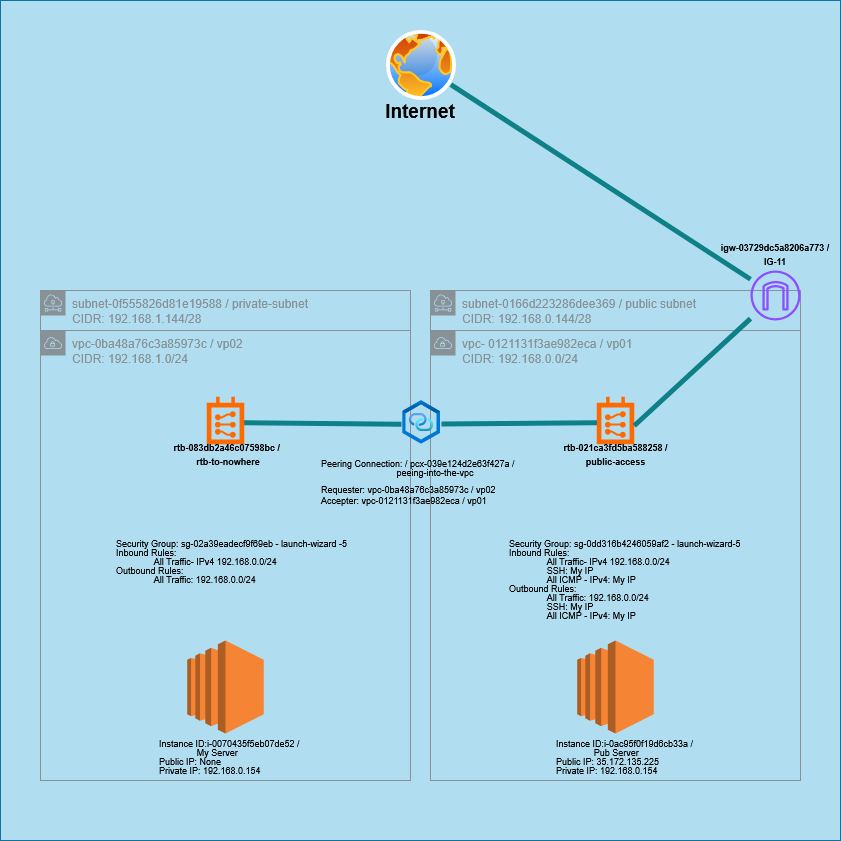 Internet
igw-03729dc5a8206a773 /
IG-11
subnet-0f555826d81e19588 / private-subnet
CIDR: 192.168.1.144/28
vpc-0ba48a76c3a85973c / vp02
CIDR: 192.168.1.0/24
subnet-0166d223286dee369 / public subnet
CIDR: 192.168.0.144/28
vpc- 0121131f3ae982eca / vp01
CIDR: 192.168.0.0/24
rtb-083db2a46c07598bc /
rtb-to-nowhere
Peering Connection: / pcx-039e124d2e63f427a /
peeing-into-the-vpc
Requester: vpc-0ba48a76c3a85973c / vp02
Accepter: vpc-0121131f3ae982eca / vp01
rtb-021ca3fd5ba588258 /
public-access
Security Group: sg-02a39eadecf9f69eb - launch-wizard -5
Inbound Rules:
All Traffic- IPv4 192.168.0.0/24
Outbound Rules:
All Traffic: 192.168.0.0/24
Security Group: sg-0dd316b4246059af2 - launch-wizard-5
Inbound Rules:
All Traffic- IPv4 192.168.0.0/24
SSH: My IP
All ICMP - IPv4: My IP
Outbound Rules:
All Traffic: 192.168.0.0/24
SSH: My IP
All ICMP - IPv4: My IP
Instance ID:i-0070435f5eb07de52 /
My Server
Public IP: None
Private IP: 192.168.0.154
Instance ID:i-0ac95f0f19d6cb33a /
Pub Server
Public IP: 35.172.135.225
Private IP: 192.168.0.154